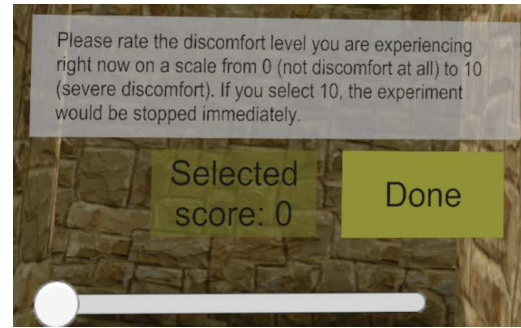 Please rate the discomfort level you are experiencing
right now on a scale from 0 (not discomfort at all) to 10
(severe discomfort). If you select 10, the experiment
would be stopped immediately.
Selected
score: 0
Done